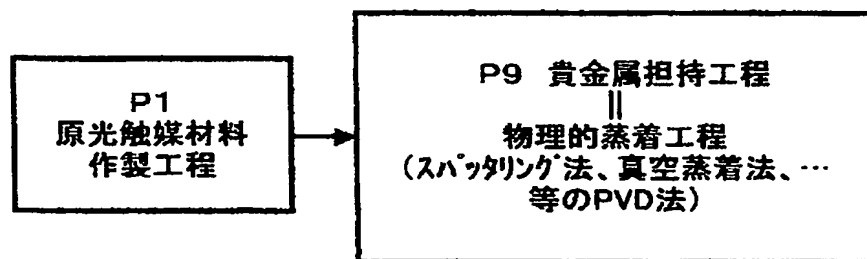 P1
原光触媒材料
作製工程
P9 貴金属担持工程
||
物理的蒸着工程
(スパッタリング法、真空蒸着法、…
等のPVD法)